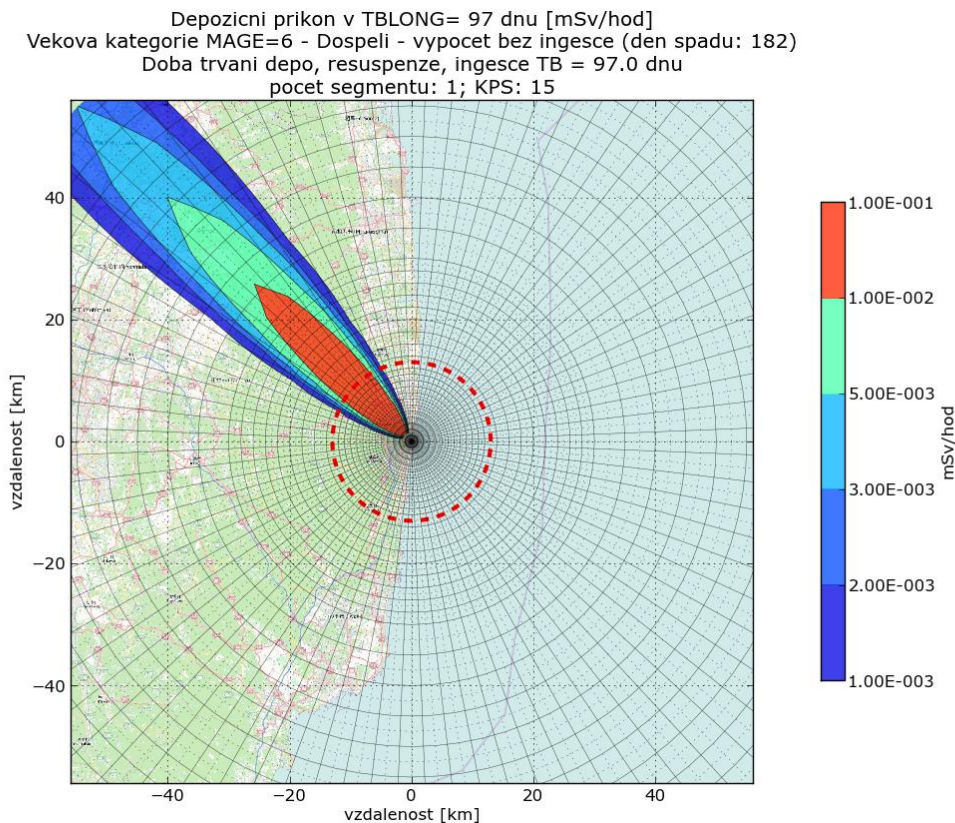 Depozicni prikon v TBLONG= 97 dnu [mSv/hod]
Vekova kategorie MAGE=6 - Dospeli - vypocet bez ingesce (den spadu: 182)
Doba trvani depo, resuspenze, ingesce TB = 97.0 dnu
pocet segmentu: 1; KPS: 15
vzdalenost [km]
40
20
0
−20
−40
−40
−20
0
20
40
vzdalenost [km]
1.00E-001
1.00E-002
5.00E-003
3.00E-003
2.00E-003
1.00E-003
mSv/hod